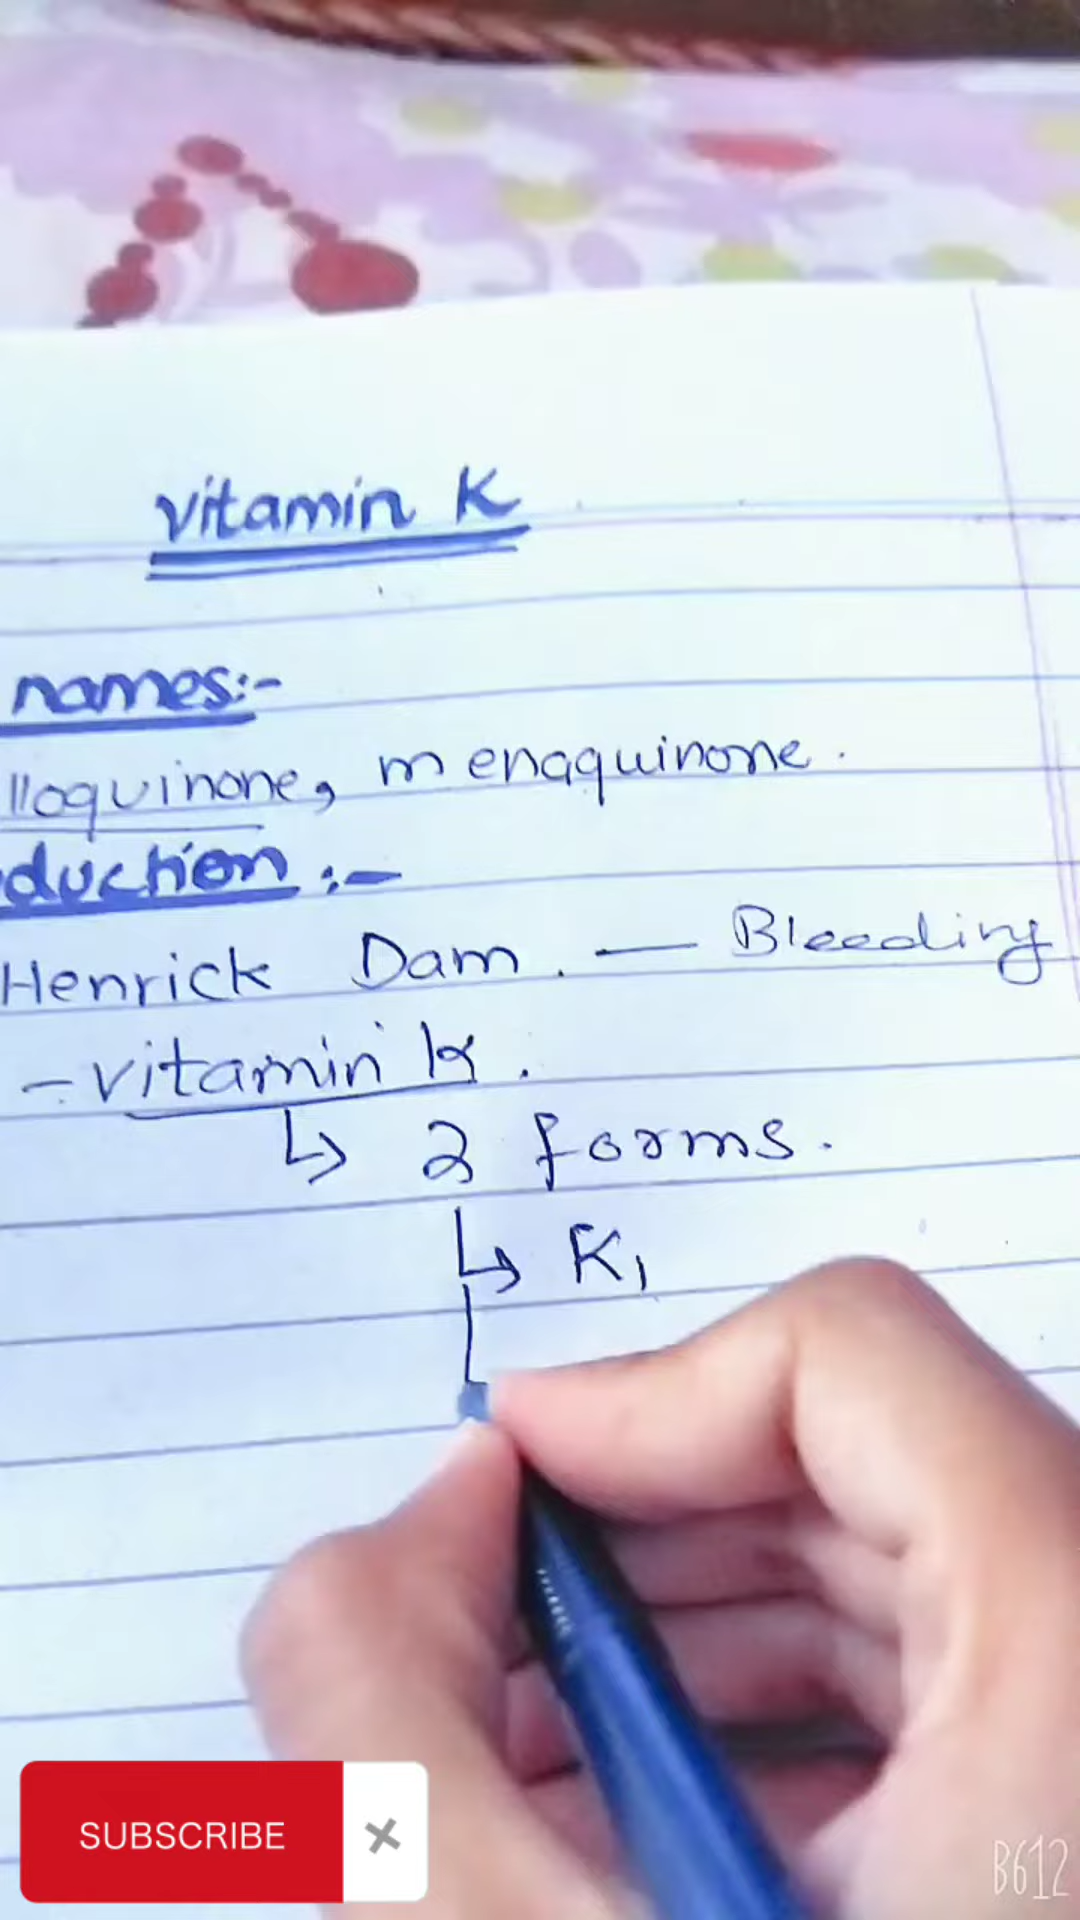 vitamin K
names:-
lloquinone, menaquinone.
duction :-
Henrick Dam. — Bleeding
- vitamin K.
↳ 2 forms.
↳ K₁
SUBSCRIBE
B612